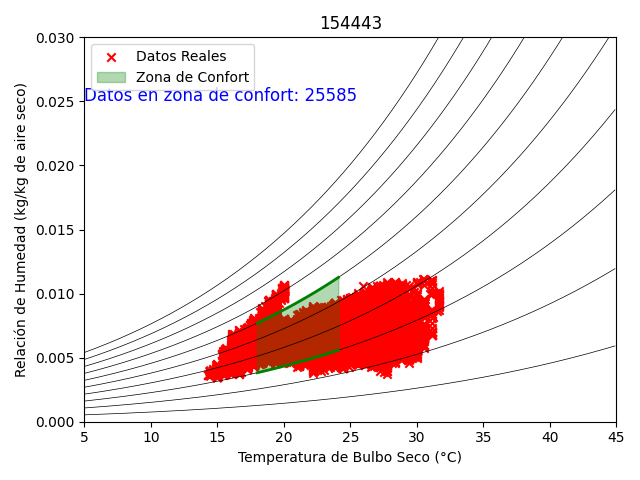 154443
Datos Reales
Zona de Confort
Datos en zona de confort: 25585
Relación de Humedad (kg/kg de aire seco)
0.030
0.025
0.020
0.015
0.010
0.005
0.000
5 10 15 20 25 30 35 40 45
Temperatura de Bulbo Seco (°C)